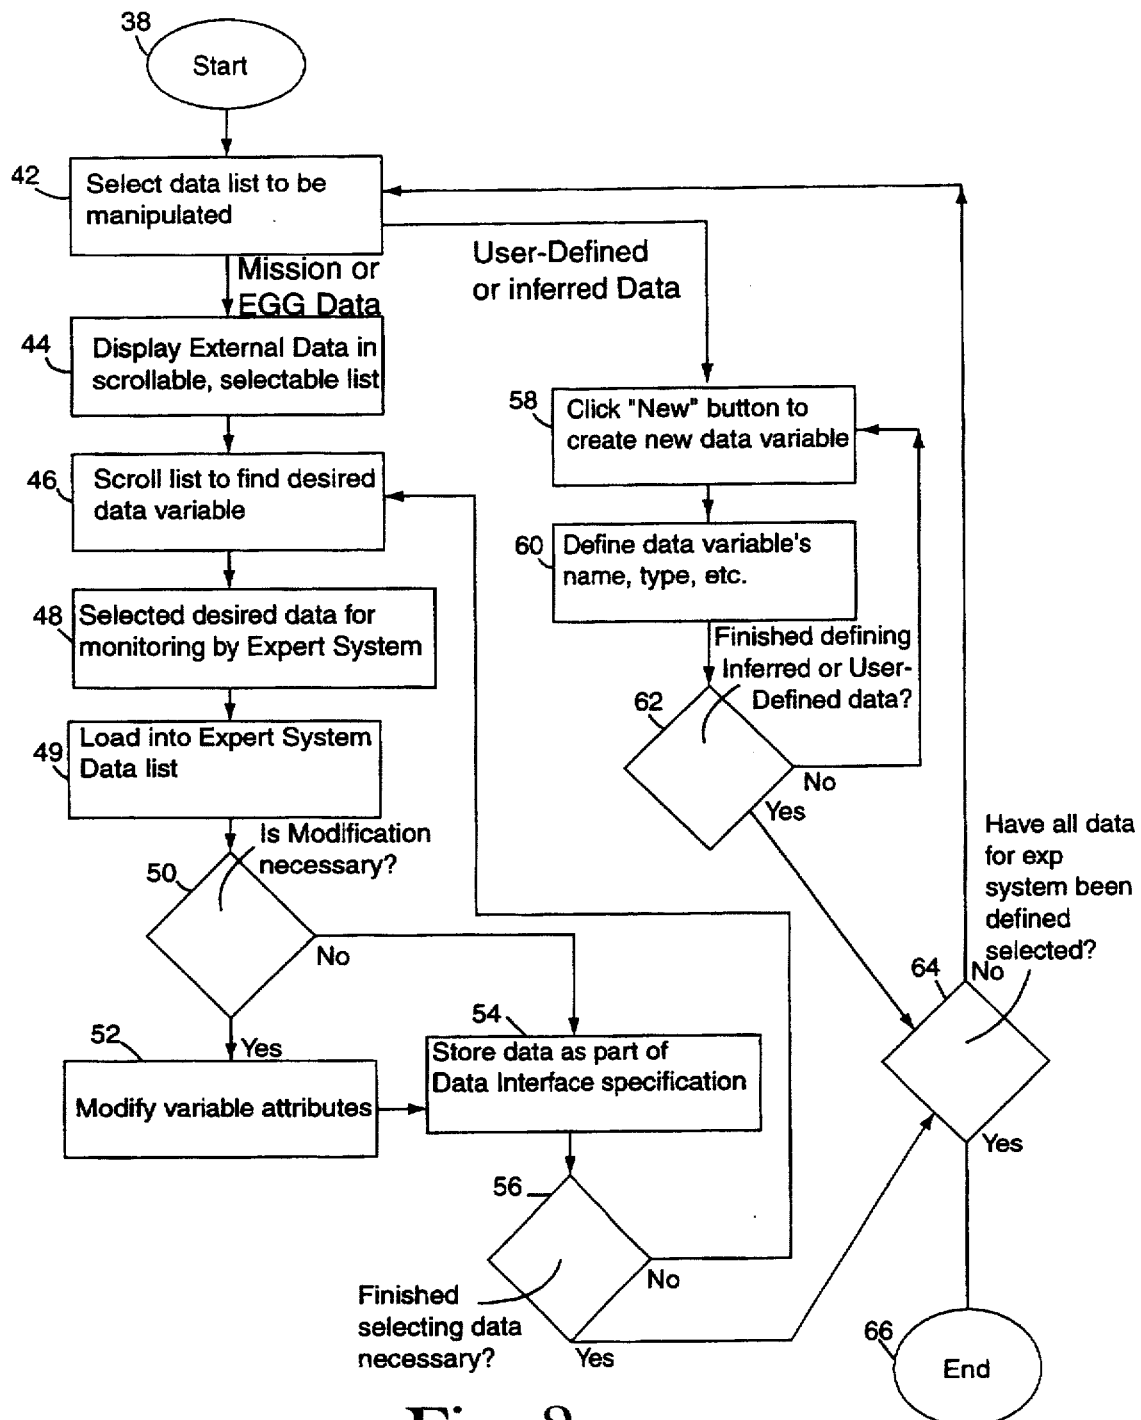 38
Start
42
Select data list to be
manipulated
Mission or
EGG Data
User-Defined
or inferred Data
44
Display External Data in
scrollable, selectable list
58
Click "New" button to
create new data variable
46
Scroll list to find desired
data variable
60
Define data variable's
name, type, etc.
48
Selected desired data for
monitoring by Expert System
Finished defining
Inferred or User-
Defined data?
62
No
Yes
49
Load into Expert System
Data list
Is Modification
necessary?
50
No
Yes
Have all data
for exp
system been
defined
selected?
64
No
Yes
52
Modify variable attributes
54
Store data as part of
Data Interface specification
56
No
Finished
selecting data
necessary?
Yes
66
End